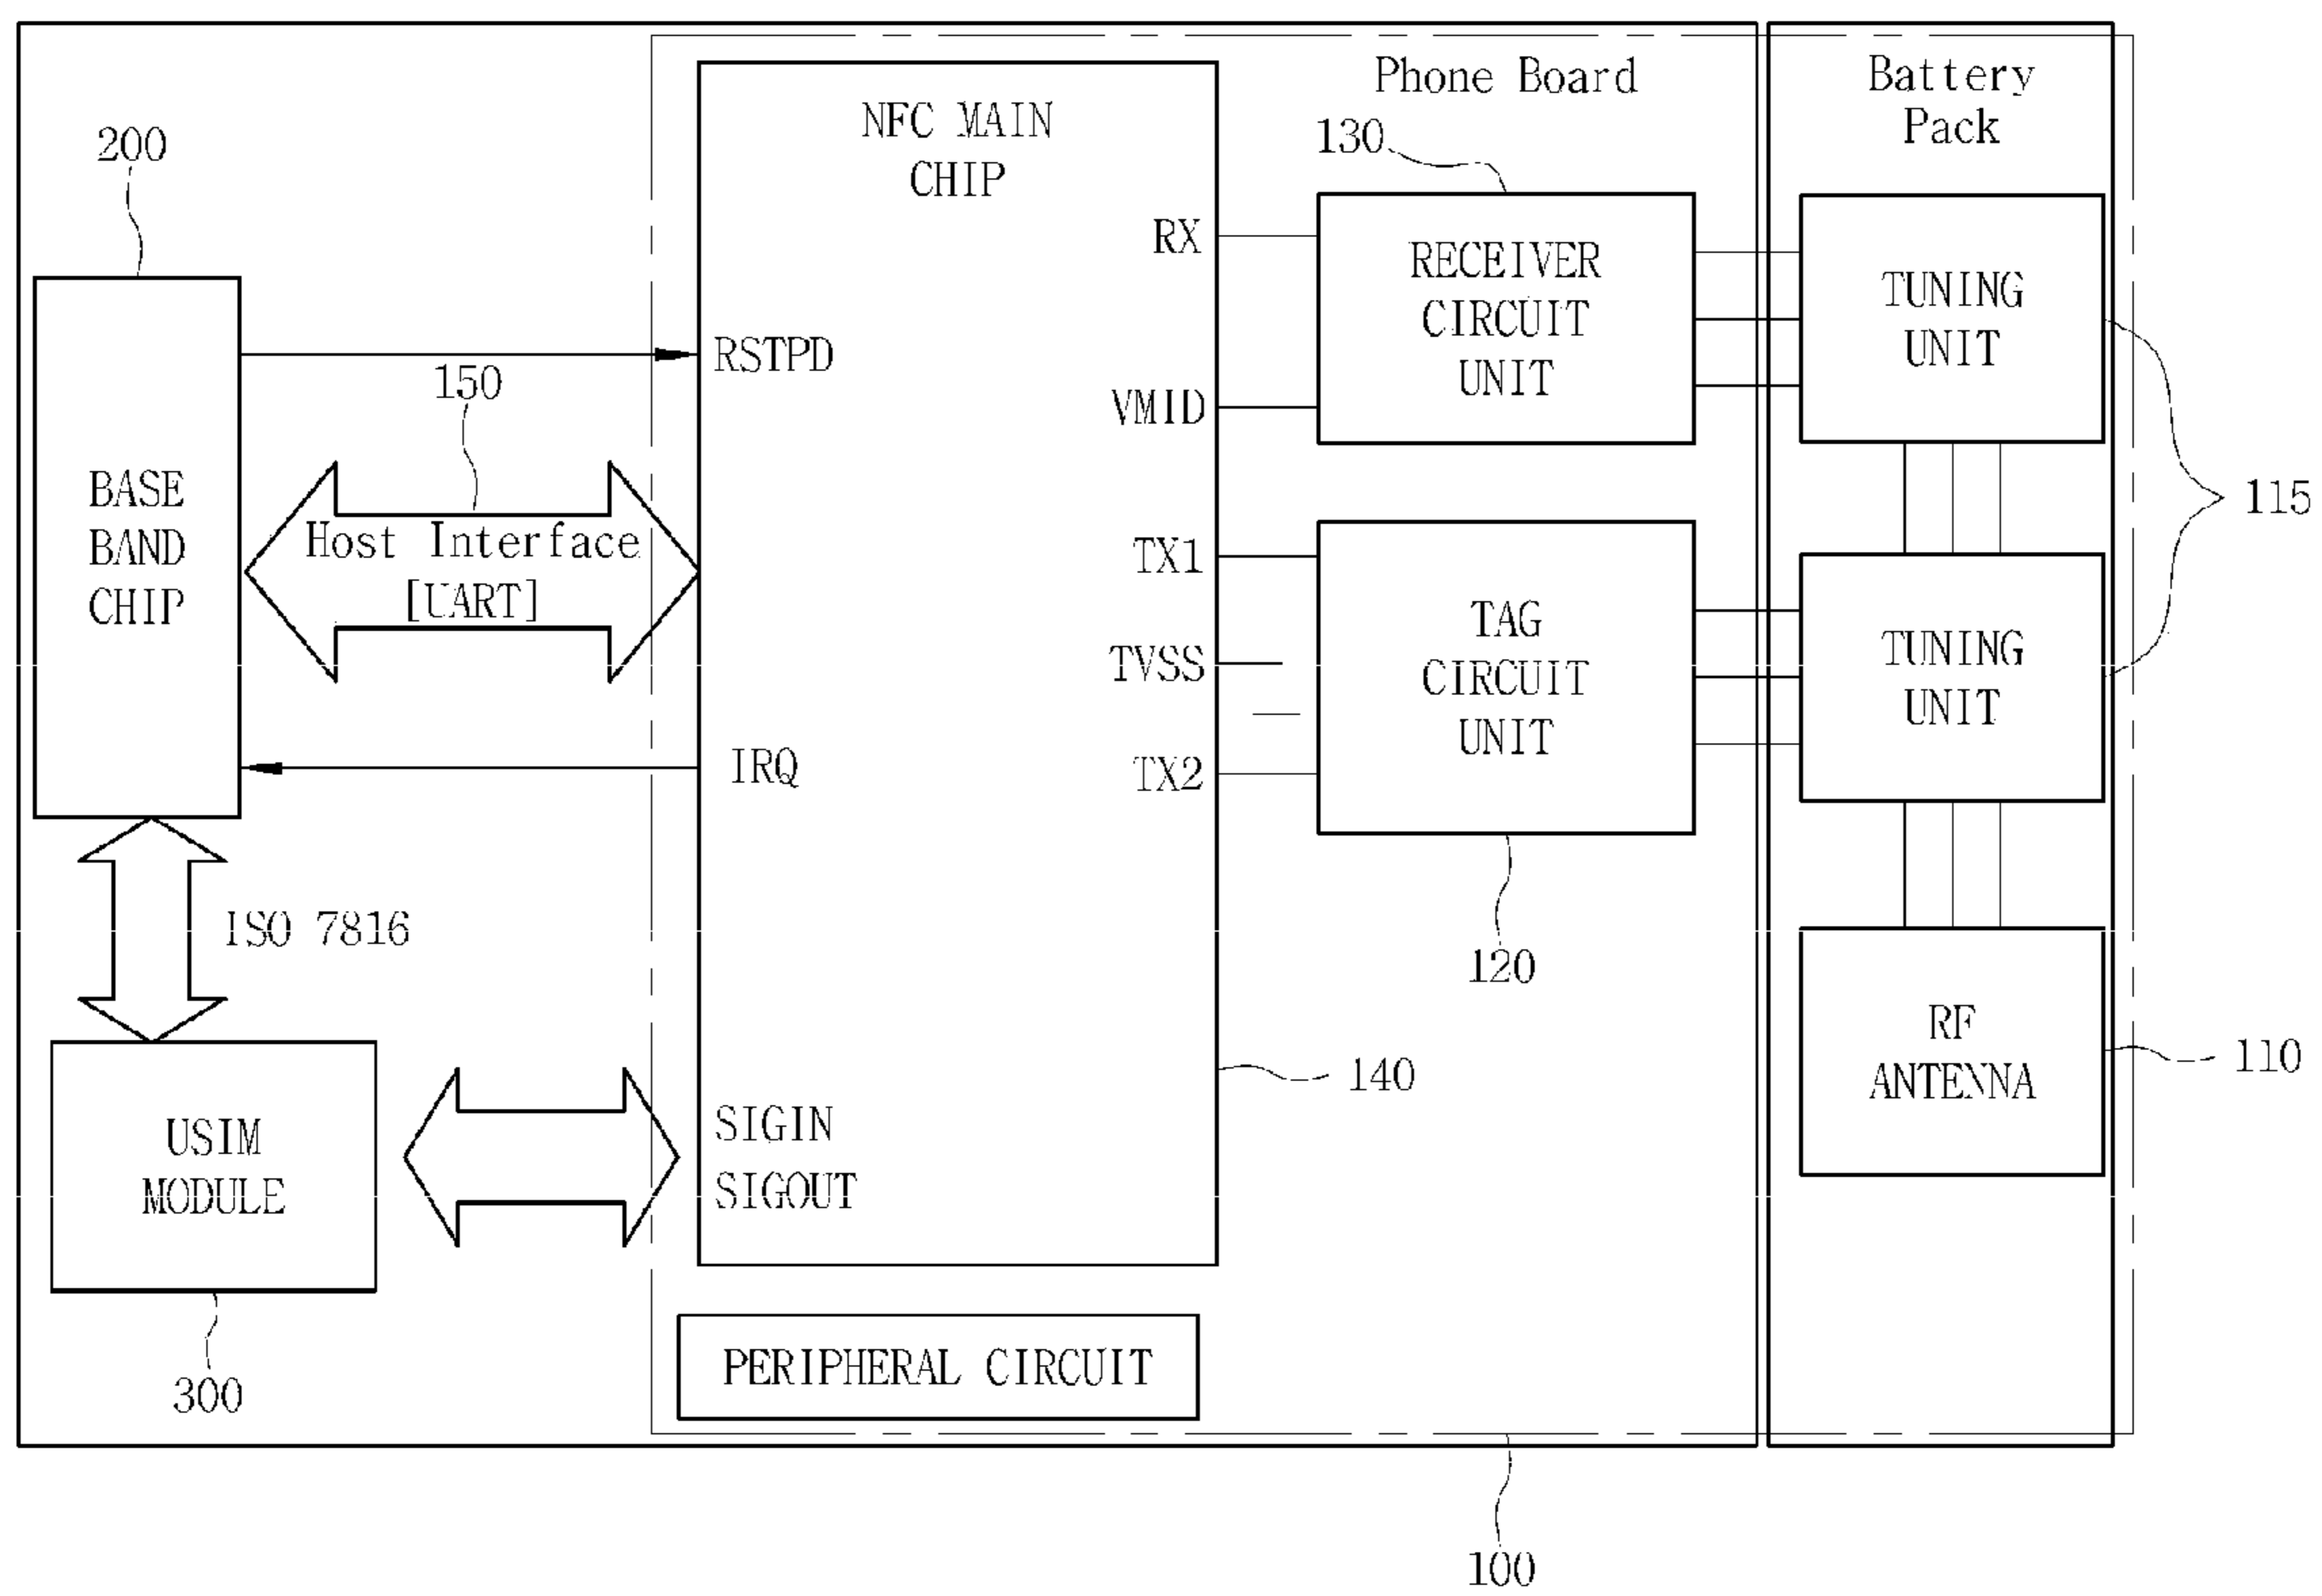 Phone Board
Battery
Pack
NFC MAIN
CHIP
130
200
RX
RECEIVER
CIRCUIT
UNIT
TUNING
UNIT
RSTPD
150
VMID
BASE
BAND
CHIP
Host Interface
[UART]
115
TX1
TAG
CIRCUIT
UNIT
TUNING
UNIT
TVSS
IRQ
TX2
ISO 7816
120
RF
ANTENNA
110
140
USIM
MODULE
SIGIN
SIGOUT
PERIPHERAL CIRCUIT
300
100